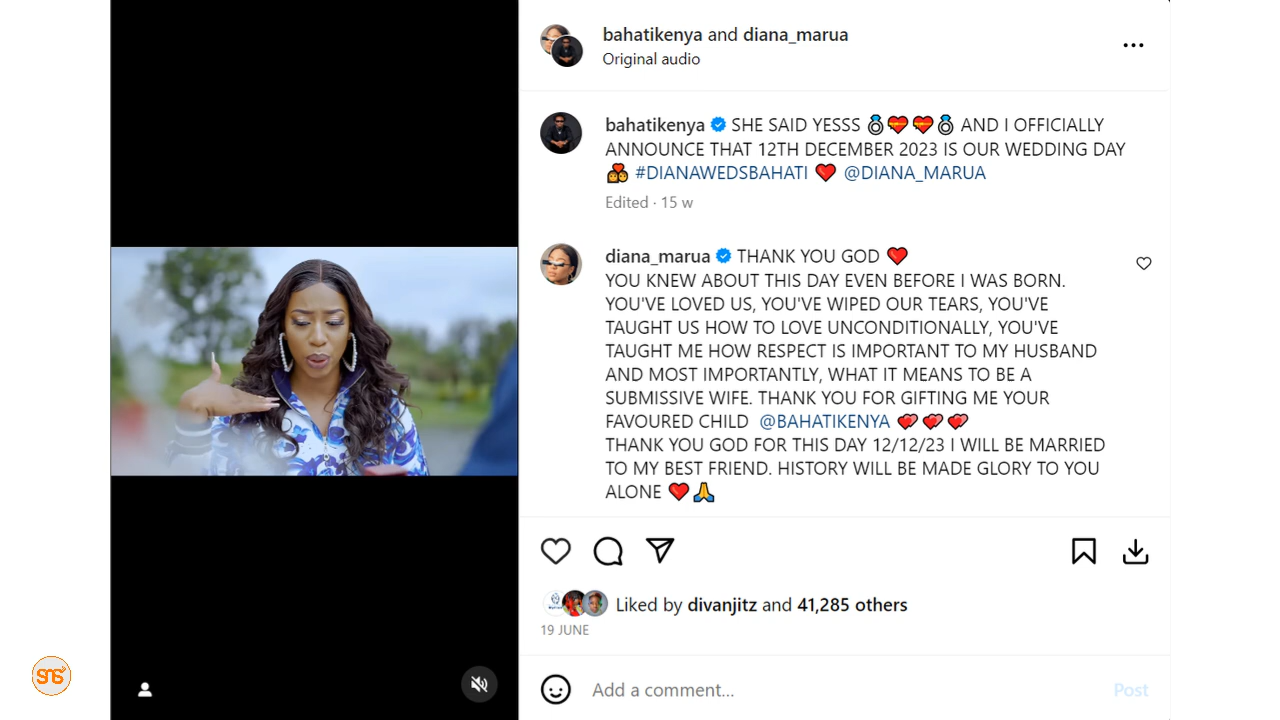 bahatikenya and diana_marua
Original audio
bahatikenya SHE SAID YESSS 💍💝💝💍 AND I OFFICIALLY
ANNOUNCE THAT 12TH DECEMBER 2023 IS OUR WEDDING DAY
💑 #DIANAWEDSBAHATI ❤️ @DIANA_MARUA
Edited · 15 w
diana_marua THANK YOU GOD ❤️
YOU KNEW ABOUT THIS DAY EVEN BEFORE I WAS BORN.
YOU'VE LOVED US, YOU'VE WIPED OUR TEARS, YOU'VE
TAUGHT US HOW TO LOVE UNCONDITIONALLY, YOU'VE
TAUGHT ME HOW RESPECT IS IMPORTANT TO MY HUSBAND
AND MOST IMPORTANTLY, WHAT IT MEANS TO BE A
SUBMISSIVE WIFE. THANK YOU FOR GIFTING ME YOUR
FAVOURED CHILD @BAHATIKENYA 💞💞💞
THANK YOU GOD FOR THIS DAY 12/12/23 I WILL BE MARRIED
TO MY BEST FRIEND. HISTORY WILL BE MADE GLORY TO YOU
ALONE ❤️🙏
Liked by divanjitz and 41,285 others
19 JUNE
Add a comment...
Post
SNS